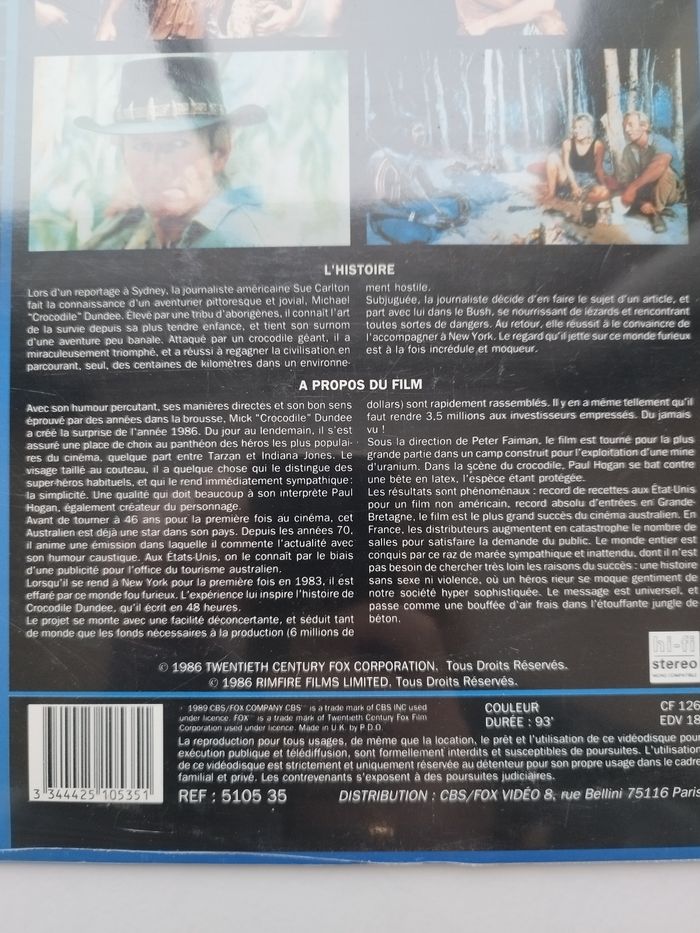 L'HISTOIRE
Lors d'un reportage à Sydney, la journaliste américaine Sue Carlton
fait la connaissance d'un aventurier pittoresque et jovial, Michael
"Crocodile" Dundee. Élevé par une tribu d'aborigènes, il connaît l'art
de la survie depuis sa plus tendre enfance, et tient son surnom
d'une aventure peu banale. Attaqué par un crocodile géant, il a
miraculeusement triomphé, et a réussi à regagner la civilisation en
parcourant, seul, des centaines de kilomètres dans un environne-
ment hostile.
Subjuguée, la journaliste décide d'en faire le sujet d'un article, et
part avec lui dans le Bush, se nourrissant de lézards et rencontrant
toutes sortes de dangers. Au retour, elle réussit à le convaincre de
l'accompagner à New York. Le regard qu'il jette sur ce monde furieux
est à la fois incrédule et moqueur.
A PROPOS DU FILM
Avec son humour percutant, ses manières directes et son bon sens
éprouvé par des années dans la brousse, Mick "Crocodile" Dundee
a créé la surprise de l'année 1986. Du jour au lendemain, il s'est
assuré une place de choix au panthéon des héros les plus populai-
res du cinéma, quelque part entre Tarzan et Indiana Jones. Le
visage taillé au couteau, il a quelque chose qui le distingue des
super-héros habituels, et qui le rend immédiatement sympathique :
la simplicité. Une qualité qui doit beaucoup à son interprète Paul
Hogan, également créateur du personnage.
Avant de tourner à 46 ans pour la première fois au cinéma, cet
Australien est déjà une star dans son pays. Depuis les années 70,
il anime une émission dans laquelle il commente l'actualité avec
son humour caustique. Aux États-Unis, on le connaît par le biais
d'une publicité pour l'office du tourisme australien.
Lorsqu'il se rend à New York pour la première fois en 1983, il est
effaré par ce monde fou furieux. L'expérience lui inspire l'histoire de
Crocodile Dundee, qu'il écrit en 48 heures.
Le projet se monte avec une facilité déconcertante, et séduit tant
de monde que les fonds nécessaires à la production (6 millions de
dollars) sont rapidement rassemblés. Il y en a même tellement qu'il
faut rendre 3,5 millions aux investisseurs empressés. Du jamais
vu !
Sous la direction de Peter Faiman, le film est tourné pour la plus
grande partie dans un camp construit pour l'exploitation d'une mine
d'uranium. Dans la scène du crocodile, Paul Hogan se bat contre
une bête en latex, l'espèce étant protégée.
Les résultats sont phénoménaux : record de recettes aux État-Unis
pour un film non américain, record absolu d'entrées en Grande
Bretagne, le film est le plus grand succès du cinéma australien. En
France, les distributeurs augmentent en catastrophe le nombre de
salles pour satisfaire la demande du public. Le monde entier est
conquis par ce raz de marée sympathique et inattendu, dont il n'est
pas besoin de chercher très loin les raisons du succès : une histoire
sans sexe ni violence, où un héros rieur se moque gentiment de
notre société hyper sophistiquée. Le message est universel, et
passe comme une bouffée d'air frais dans l'étouffante jungle de
béton.
hi-fi
stereo
© 1986 TWENTIETH CENTURY FOX CORPORATION. Tous Droits Réservés.
© 1986 RIMFIRE FILMS LIMITED. Tous Droits Réservés.
1989 CBS/FOX COMPANY CBS™ is a trade mark of CBS INC used
under licence. FOX™ is a trade mark of Twentieth Century Fox Film
Corporation used under licence. Made in U.K. by P.D.O.
COULEUR
DURÉE : 93'
CF 126
EDV 18
La reproduction pour tous usages, de même que la location, le prêt et l'utilisation de ce vidéodisque pour
exécution publique et télédiffusion, sont formellement interdits et susceptibles de poursuites. L'utilisation
de ce vidéodisque est strictement et uniquement réservée au détenteur pour son propre usage dans le cadre
familial et privé. Les contrevenants s'exposent à des poursuites judiciaires.
3 344425 105351
REF : 5105 35
DISTRIBUTION : CBS/FOX VIDÉO 8, rue Bellini 75116 Paris